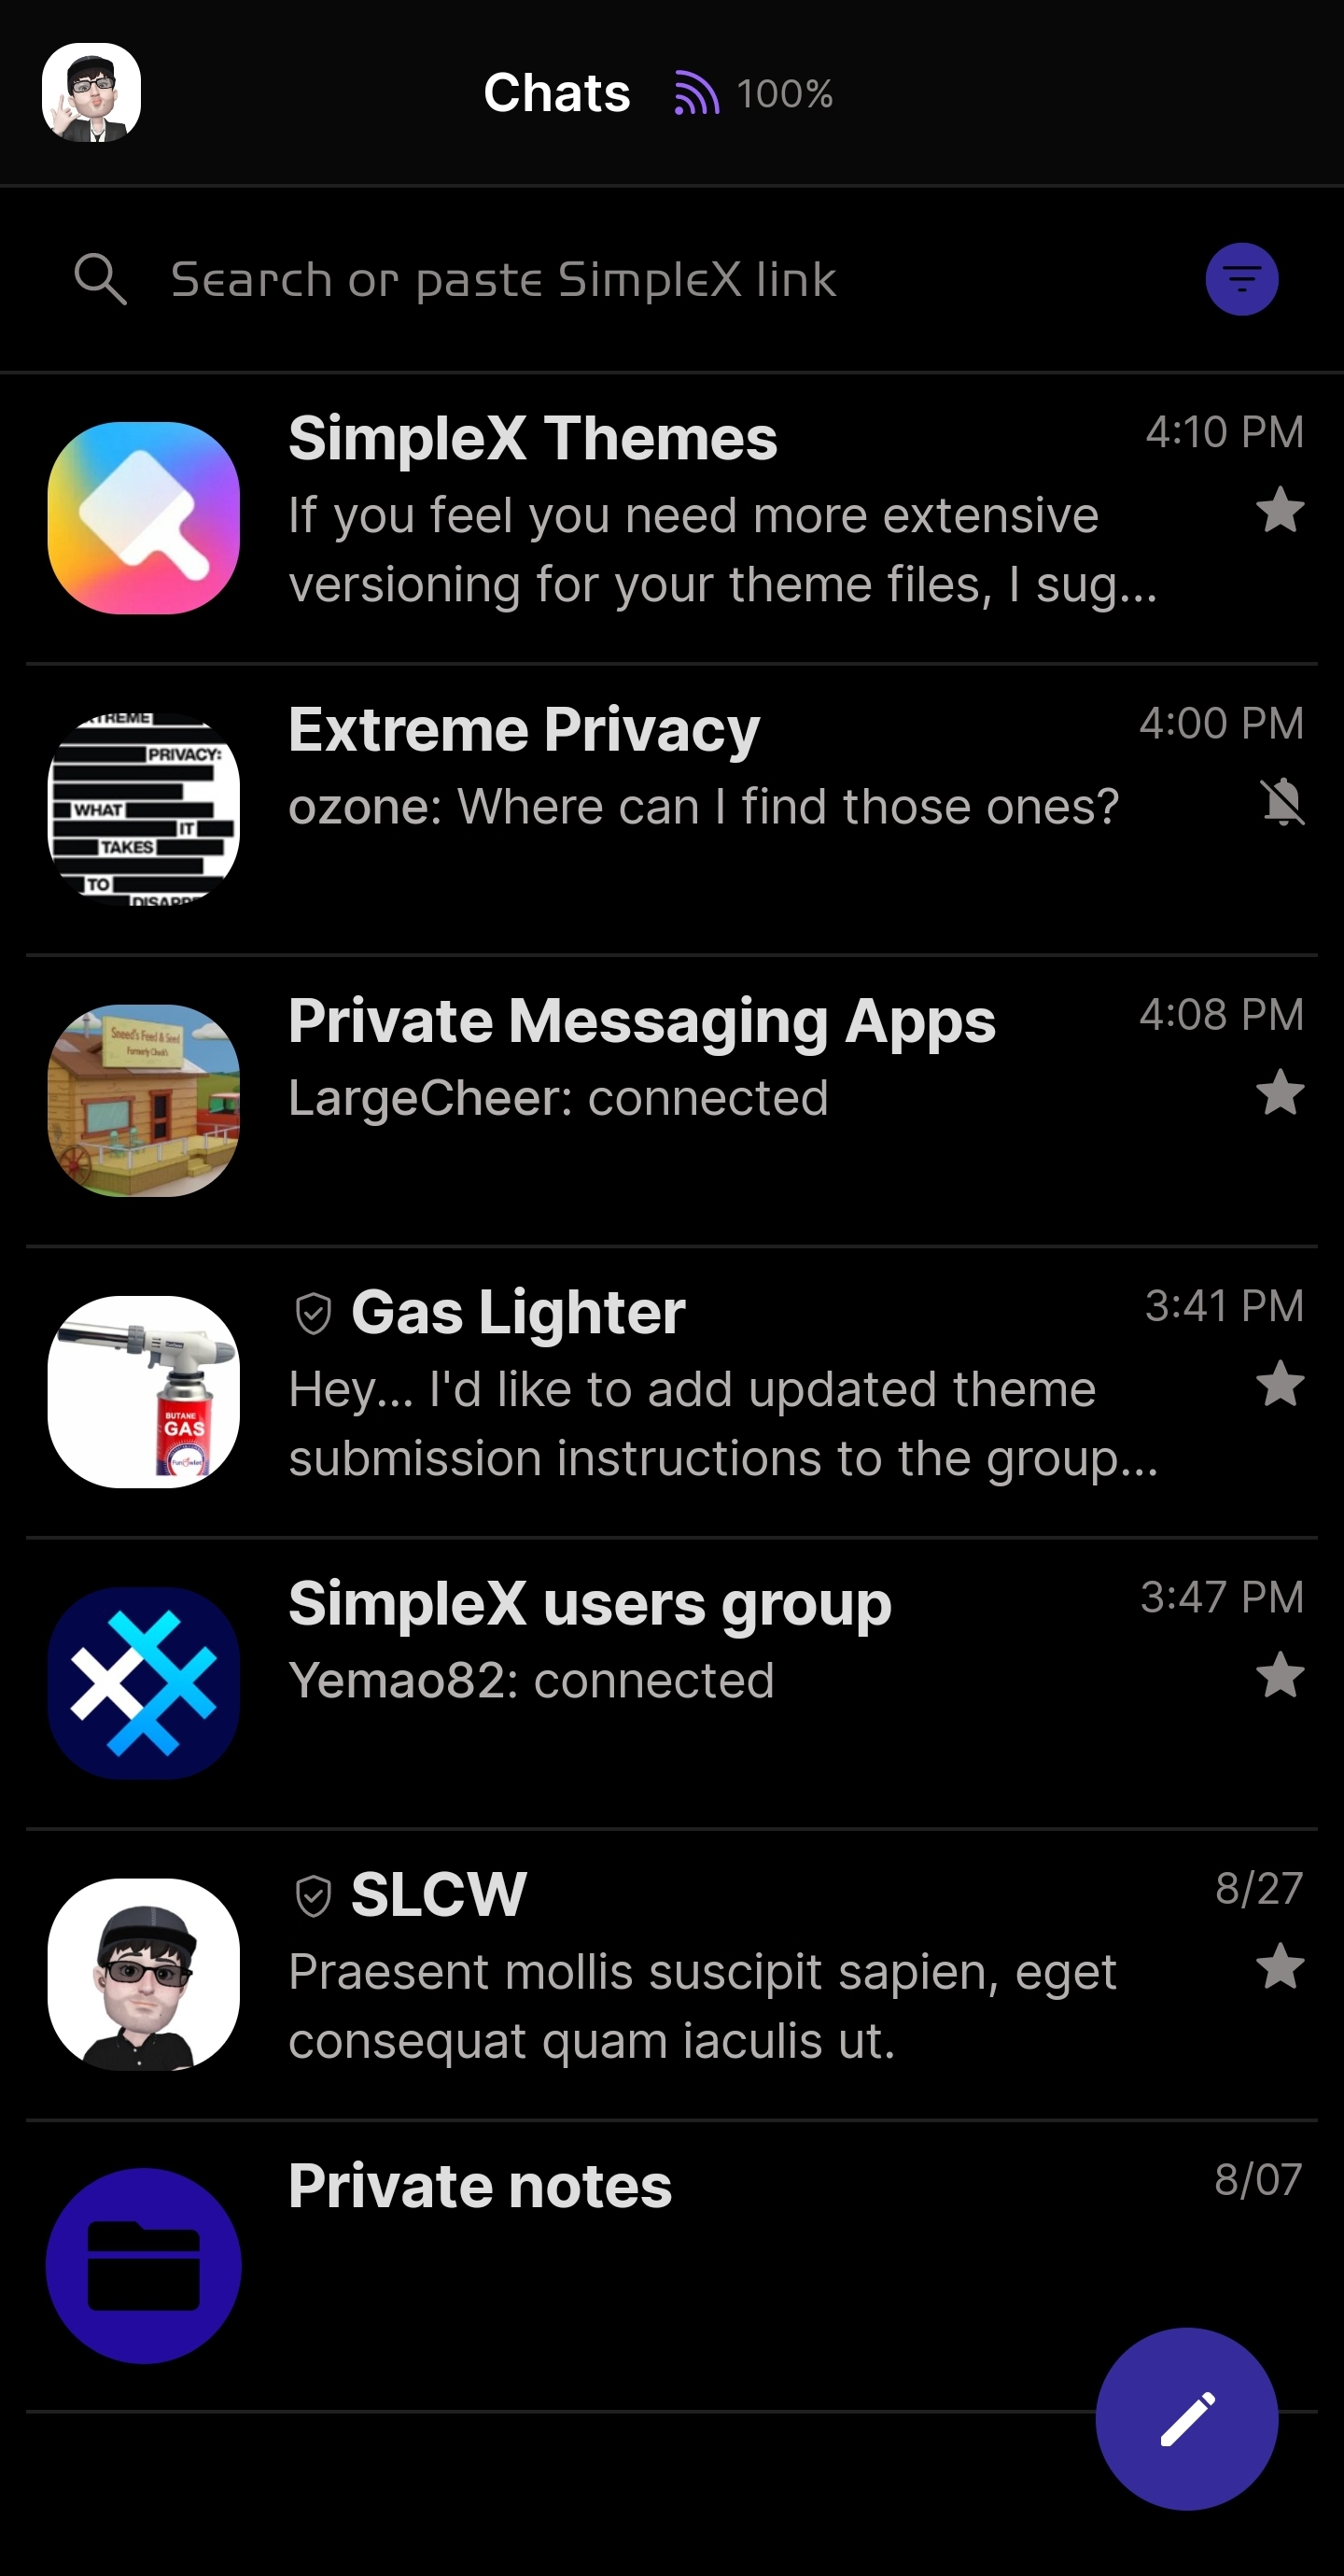 Chats 100%
Search or paste SimpleX link
SimpleX Themes 4:10 PM
If you feel you need more extensive
versioning for your theme files, I sug...
Extreme Privacy 4:00 PM
ozone: Where can I find those ones?
PRIVACY:
WHAT
IT
TAKES
TO
Private Messaging Apps 4:08 PM
LargeCheer: connected
Sneed's Feed & Seed
Formerly Chuck's
Gas Lighter 3:41 PM
Hey... I'd like to add updated theme
submission instructions to the group...
BUTANE
GAS
SimpleX users group 3:47 PM
Yemao82: connected
SLCW 8/27
Praesent mollis suscipit sapien, eget
consequat quam iaculis ut.
Private notes 8/07